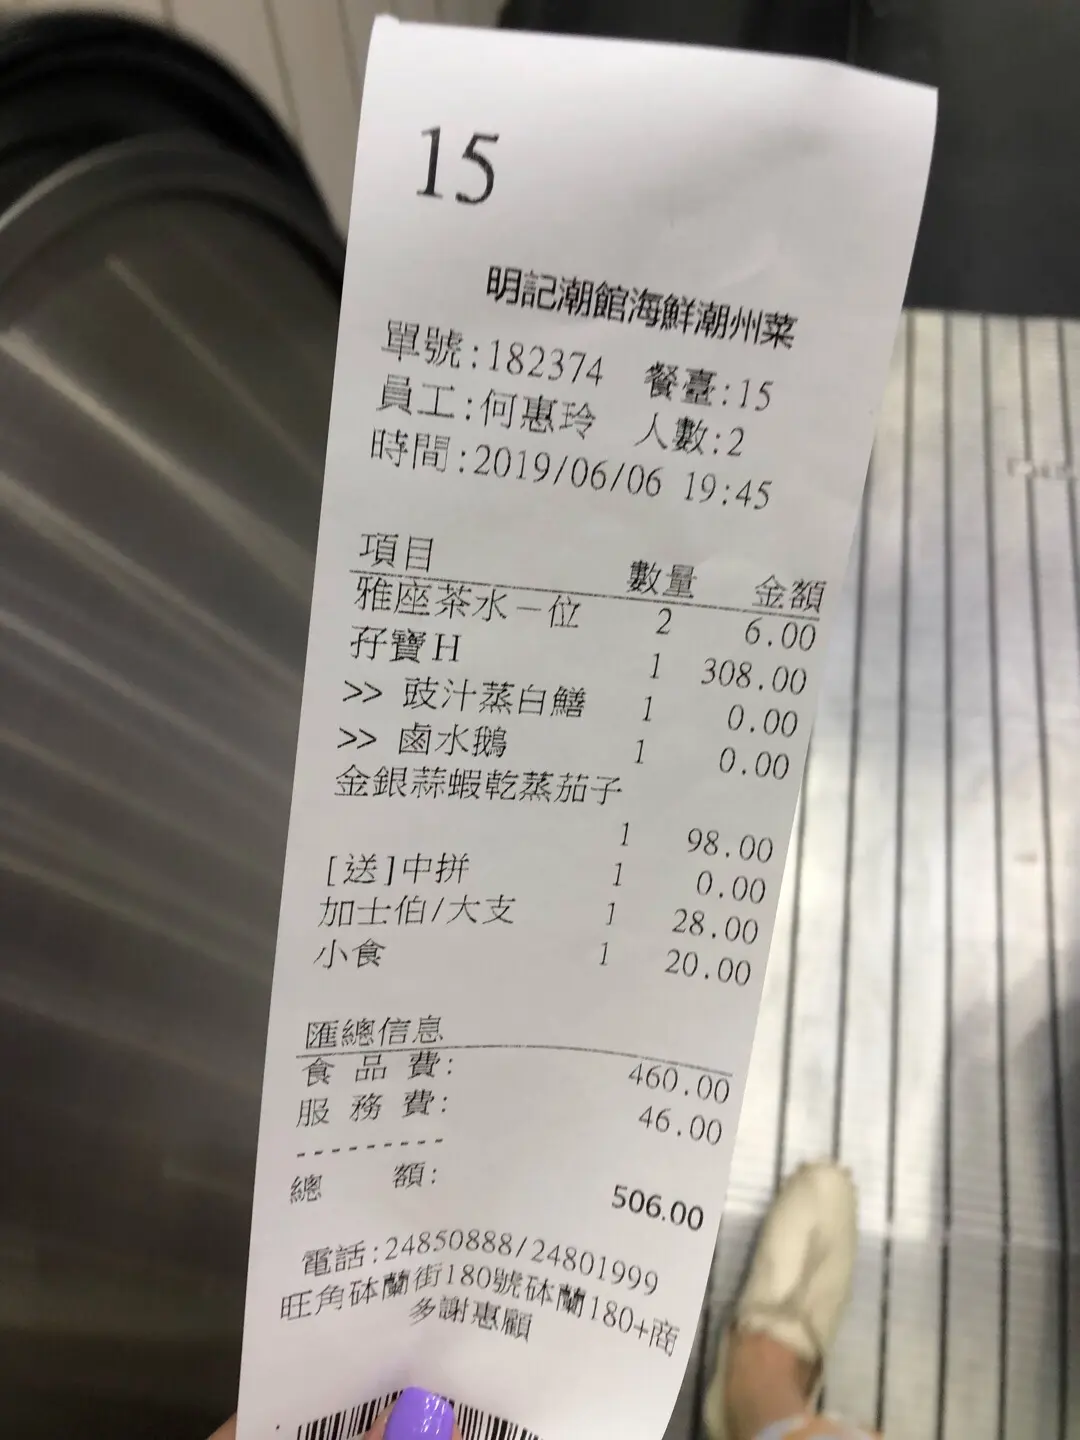 15
明記潮館海鮮潮州菜
單號:182374 餐臺:15
員工:何惠玲 人數:2
時間:2019/06/06 19:45
項目 數量 金額
雅座茶水－位 2 6.00
孖寶H 1 308.00
>> 豉汁蒸白鱔 1 0.00
>> 鹵水鵝 1 0.00
金銀蒜蝦乾蒸茄子
1 98.00
[送]中拼 1 0.00
加士伯/大支 1 28.00
小食 1 20.00
匯總信息
食 品 費: 460.00
服 務 費: 46.00
---------
總 額: 506.00
電話:24850888/24801999
旺角砵蘭街180號砵蘭180+商
多謝惠顧